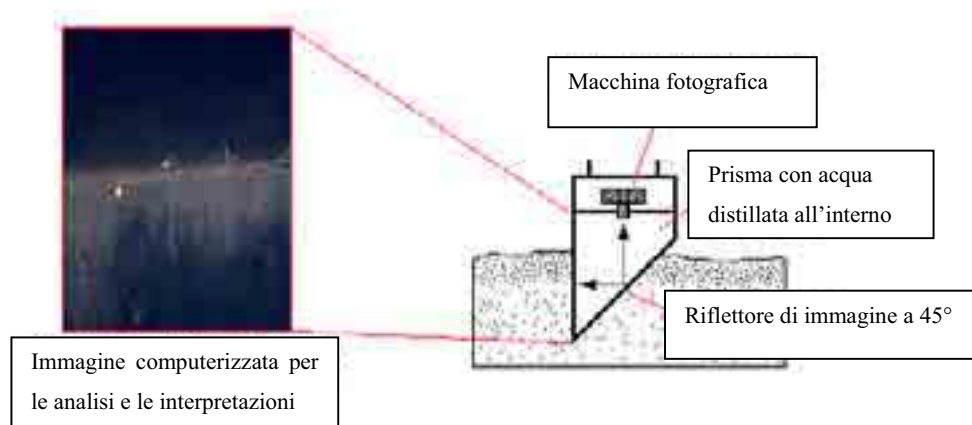 Macchina fotografica
Prisma con acqua
distillata all’interno
Riflettore di immagine a 45°
Immagine computerizzata per
le analisi e le interpretazioni